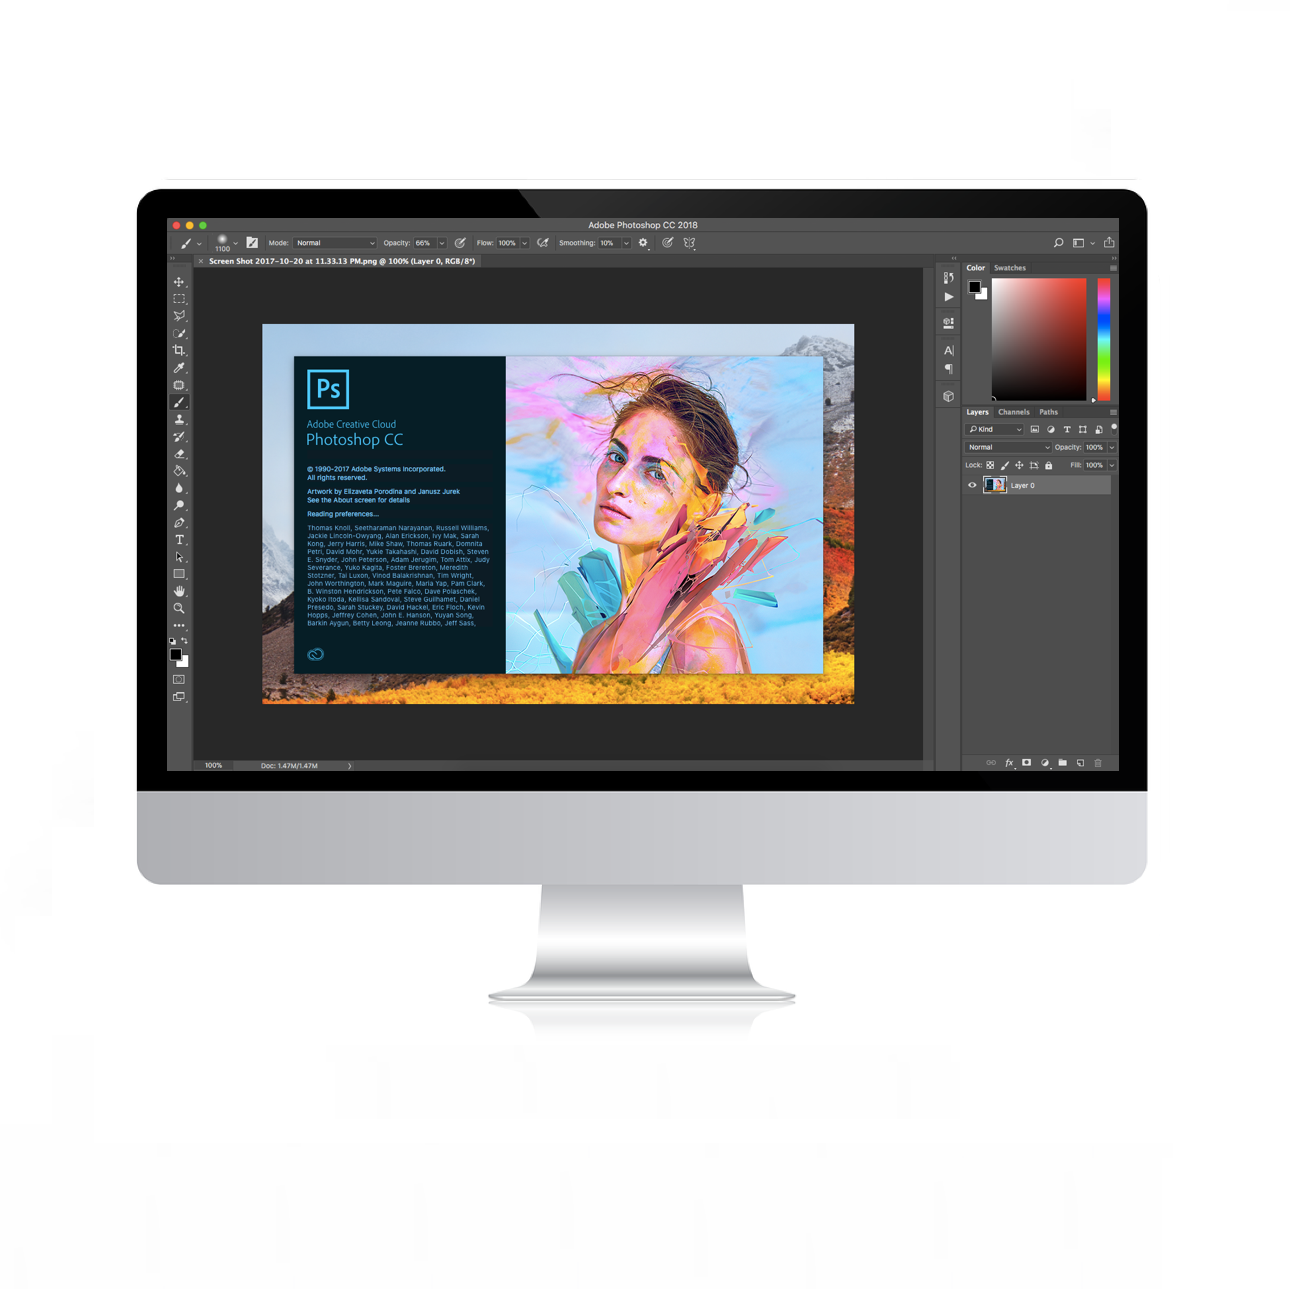 Adobe Photoshop CC 2018
1100
Mode: Normal
Opacity: 66%
Flow: 100%
Smoothing: 10%
Screen Shot 2017-10-20 at 11.33.13 PM.png @ 100% (Layer 0, RGB/8*)
Ps
Adobe Creative Cloud
Photoshop CC
© 1990-2017 Adobe Systems Incorporated.
All rights reserved.
Artwork by Elizaveta Porodina and Janusz Jurek
See the About screen for details
Reading preferences...
Thomas Knoll, Seetharaman Narayanan, Russell Williams,
Jackie Lincoln-Owyang, Alan Erickson, Ivy Mak, Sarah
Kong, Jerry Harris, Mike Shaw, Thomas Ruark, Domnita
Petri, David Mohr, Yukie Takahashi, David Dobish, Steven
E. Snyder, John Peterson, Adam Jerugim, Tom Attix, Judy
Severance, Yuko Kagita, Foster Brereton, Meredith
Stotzner, Tai Luxon, Vinod Balakrishnan, Tim Wright,
John Worthington, Mark Maguire, Maria Yap, Pam Clark,
B. Winston Hendrickson, Pete Falco, Dave Polaschek,
Kyoko Itoda, Kellisa Sandoval, Steve Guilhamet, Daniel
Presedo, Sarah Stuckey, David Hackel, Eric Floch, Kevin
Hopps, Jeffrey Cohen, John E. Hanson, Yuyan Song,
Barkin Aygun, Betty Leong, Jeanne Rubbo, Jeff Sass,
100%
Doc: 1.47M/1.47M
Color
Swatches
Layers
Channels
Paths
Kind
Normal
Opacity: 100%
Lock:
Fill: 100%
Layer 0
fx